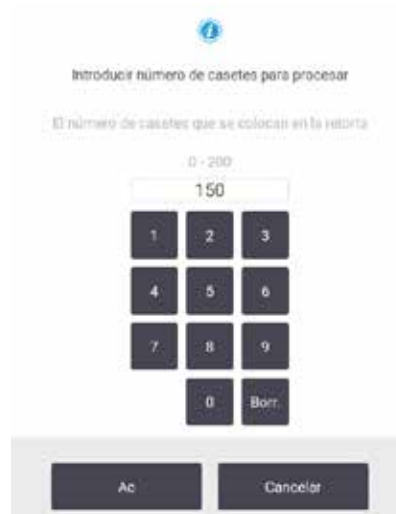 Introducir número de casetes para procesar
El número de casetes que se colocan en la retorta
0 - 200
150
1 2 3
4 5 6
7 8 9
0 Borr.
Ac Cancelar